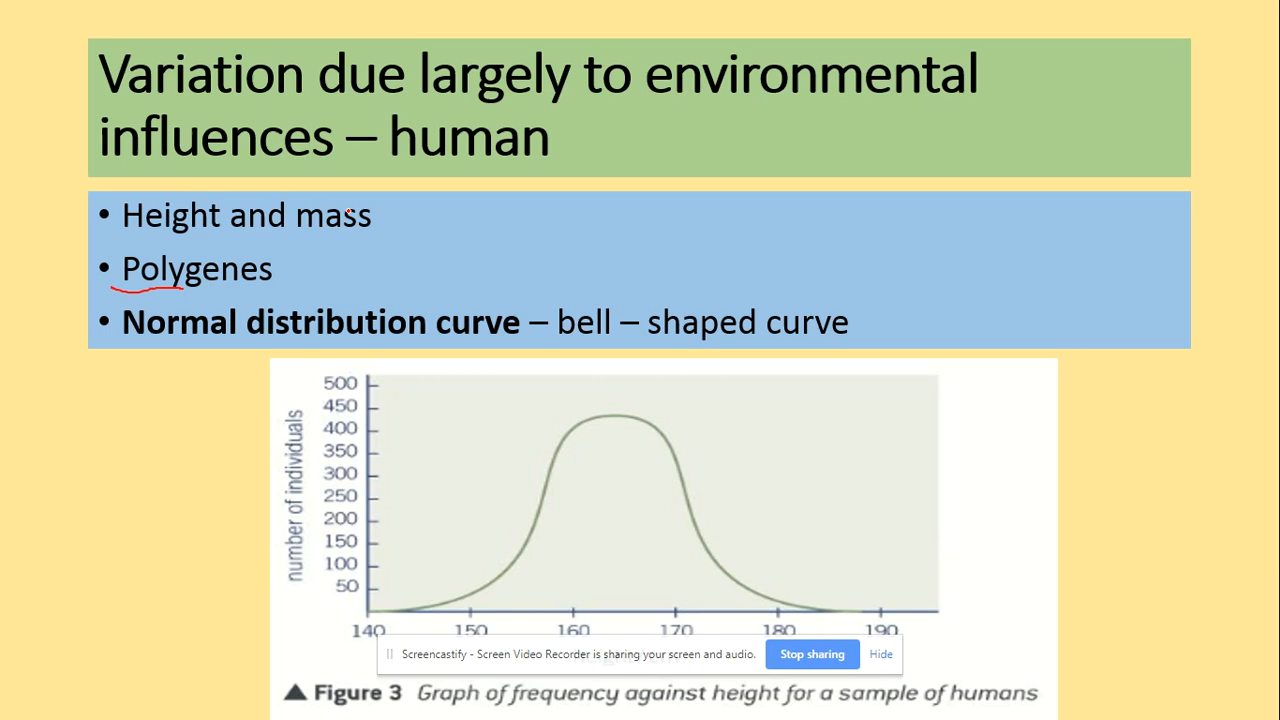 Variation due largely to environmental
influences – human
• Height and mass
• Polygenes
• Normal distribution curve – bell – shaped curve
number of individuals
500
450
400
350
300
250
200
150
100
50
140 150 160 170 180 190
Screencastify - Screen Video Recorder is sharing your screen and audio. Stop sharing Hide
▲ Figure 3 Graph of frequency against height for a sample of humans